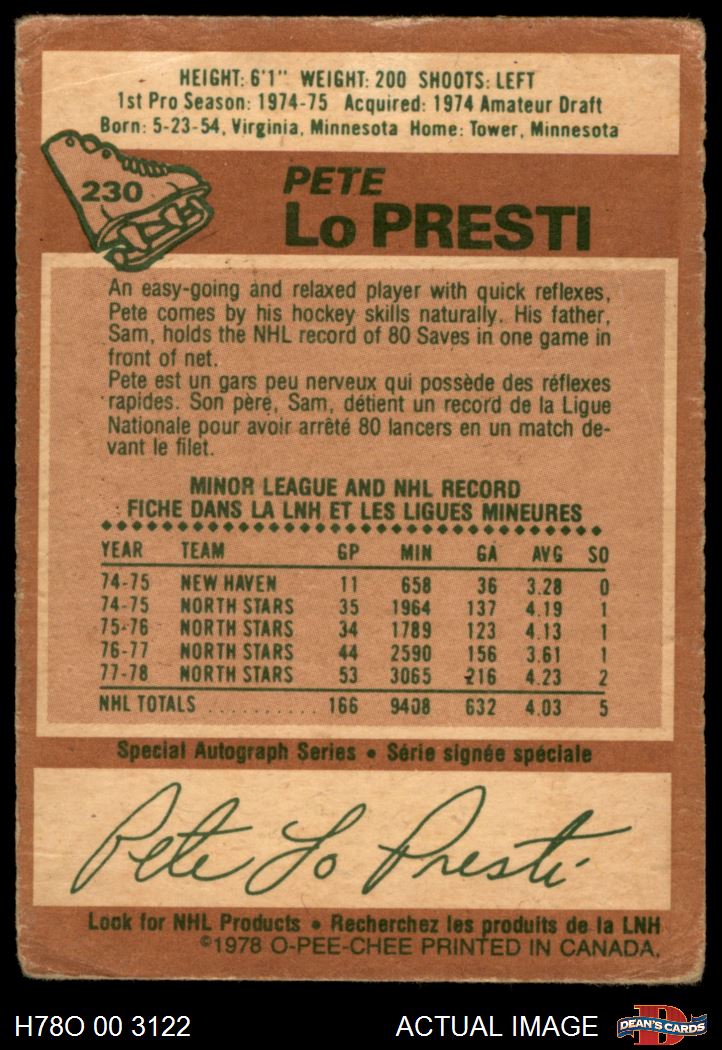 HEIGHT: 6'1" WEIGHT: 200 SHOOTS: LEFT
1st Pro Season: 1974-75 Acquired: 1974 Amateur Draft
Born: 5-23-54, Virginia, Minnesota Home: Tower, Minnesota
230
PETE
Lo PRESTI
An easy-going and relaxed player with quick reflexes,
Pete comes by his hockey skills naturally. His father,
Sam, holds the NHL record of 80 Saves in one game in
front of net.
Pete est un gars peu nerveux qui possède des réflexes
rapides. Son père, Sam, détient un record de la Ligue
Nationale pour avoir arrêté 80 lancers en un match de-
vant le filet.
MINOR LEAGUE AND NHL RECORD
FICHE DANS LA LNH ET LES LIGUES MINEURES
YEAR TEAM GP MIN GA AVG SO
74-75 NEW HAVEN 11 658 36 3.28 0
74-75 NORTH STARS 35 1964 137 4.19 1
75-76 NORTH STARS 34 1789 123 4.13 1
76-77 NORTH STARS 44 2590 156 3.61 1
77-78 NORTH STARS 53 3065 216 4.23 2
NHL TOTALS .......... 166 9408 632 4.03 5
Special Autograph Series • Série signée spéciale
Pete Lo Presti
Look for NHL Products • Recherchez les produits de la LNH
©1978 O-PEE-CHEE PRINTED IN CANADA.
H78O 00 3122 ACTUAL IMAGE D DEAN'S CARDS